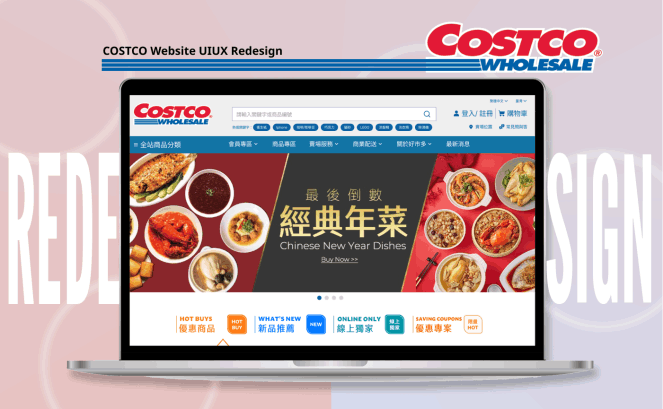 COSTCO Website UIUX Redesign
COSTCO
WHOLESALE
REDE
SIGN
COSTCO
WHOLESALE
請輸入關鍵字或商品編號
登入/ 註冊
購物車
全站商品分類
會員專區
商品專區
賣場服務
商業配送
關於好市多
最新消息
最後倒數
經典年菜
Chinese New Year Dishes
Buy Now >>
HOT BUYS
優惠商品
HOT
BUY
WHAT'S NEW
新品推薦
NEW
ONLINE ONLY
線上獨家
線上
獨家
SAVING COUPONS
優惠專案
HOT